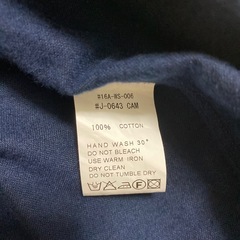 #16A-BS-006
#J-0643 CAM
100% COTTON
HAND WASH 30°
DO NOT BLEACH
USE WARM IRON
DRY CLEAN
DO NOT TUMBLE DRY